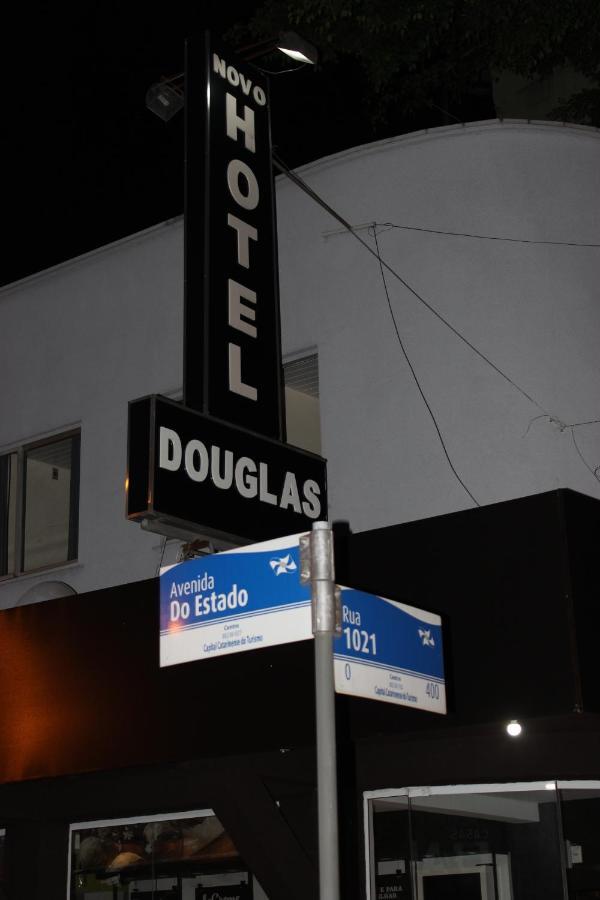 NOVO
HOTEL
DOUGLAS
Avenida
Do Estado
Centro
Capital Catarinense do Turismo
Rua
1021
Centro
Capital Catarinense do Turismo
0
400
E PARA